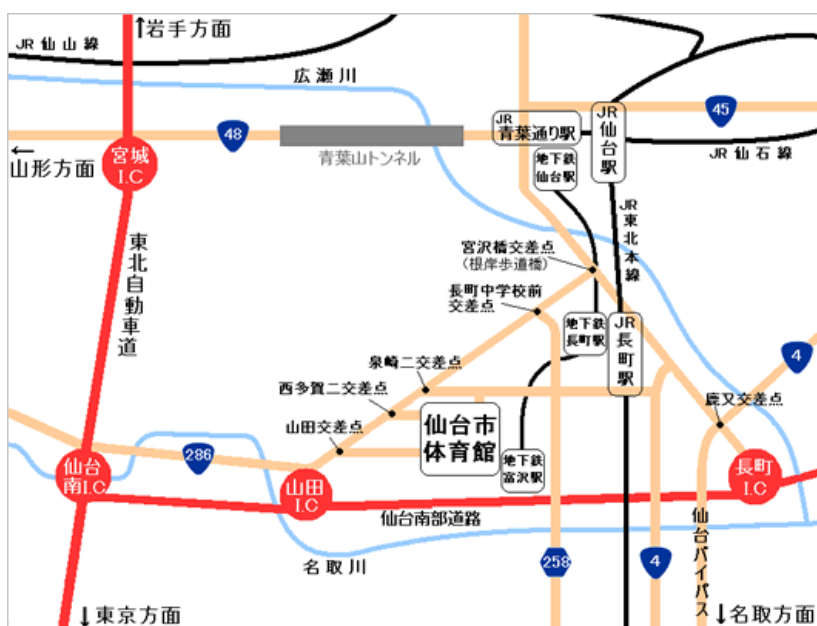 ↑岩手方面
JR仙山線
広瀬川
45
48
JR
青葉通り駅
JR仙台駅
←
山形方面
宮城
I.C
青葉山トンネル
地下鉄
仙台駅
JR仙石線
JR東北本線
東北自動車道
宮沢橋交差点
(根岸歩道橋)
長町中学校前
交差点
地下鉄
長町駅
JR長町駅
4
泉崎二交差点
西多賀二交差点
鹿又交差点
山田交差点
仙台市
体育館
286
仙台
南I.C
地下鉄
富沢駅
長町
I.C
山田
I.C
仙台南部道路
仙台バイパス
名取川
258
4
↓東京方面
↓名取方面